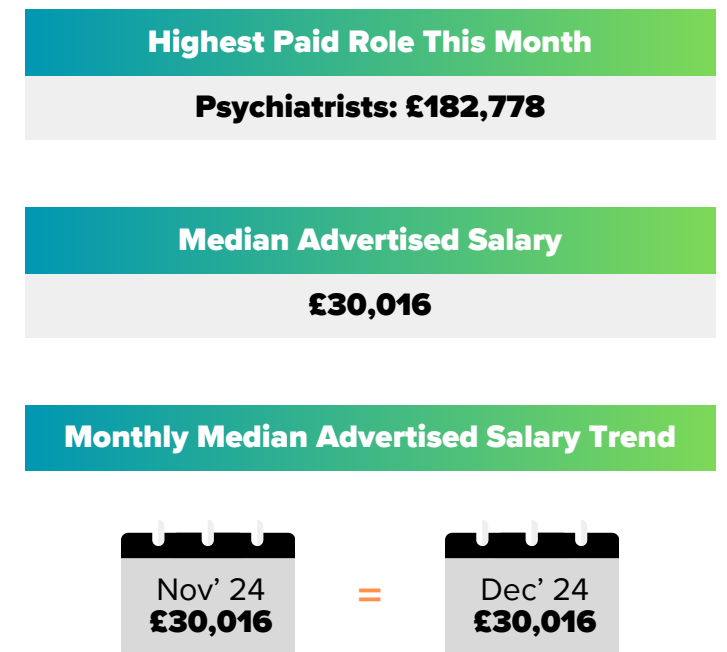 Highest Paid Role This Month
Psychiatrists: £182,778
Median Advertised Salary
£30,016
Monthly Median Advertised Salary Trend
Nov’ 24
£30,016
=
Dec’ 24
£30,016